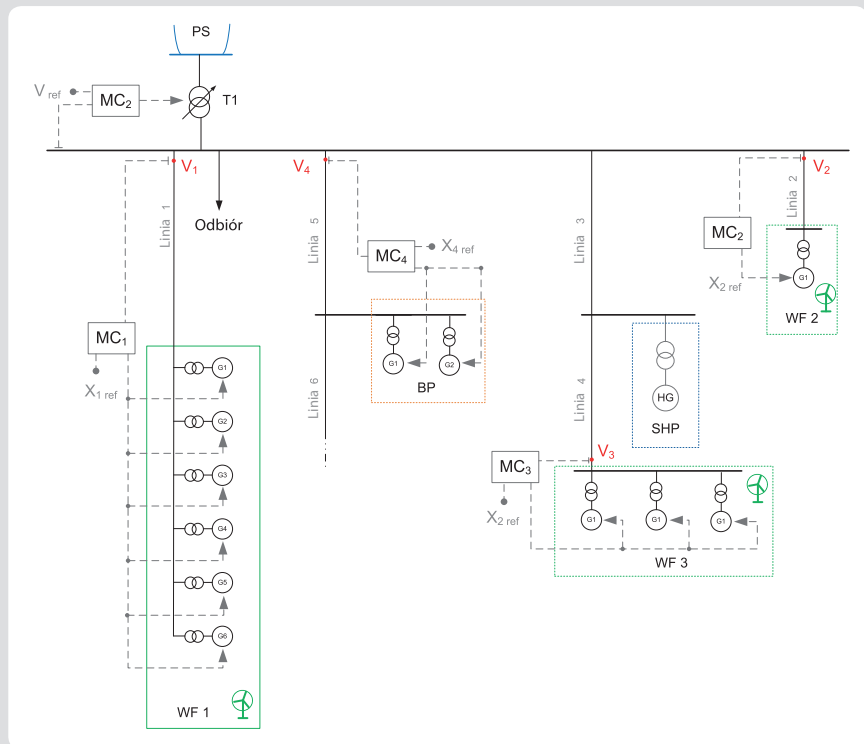 PS
V ref
MC2
T1
V1
V4
V2
Linia 1
Odbiór
Linia 5
Linia 3
Linia 2
MC4
X4 ref
MC2
X2 ref
G1
WF 2
MC1
X1 ref
G1
G2
BP
Linia 6
Linia 4
HG
SHP
G1
G2
G3
G4
G5
G6
WF 1
V3
MC3
X2 ref
G1
G1
G1
WF 3